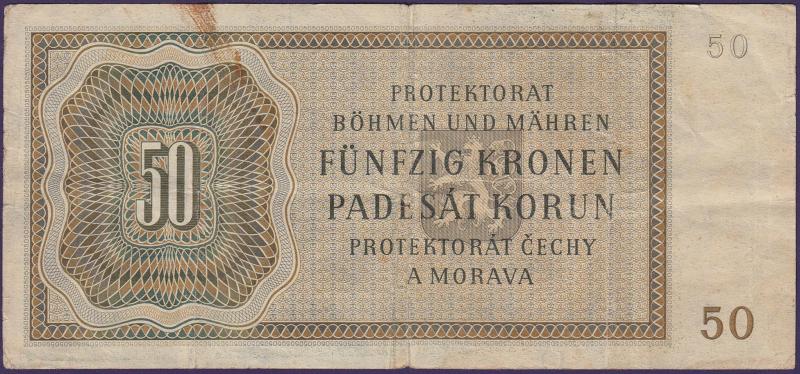 50
PROTEKTORAT
BÖHMEN UND MÄHREN
FÜNFZIG KRONEN
PADESÁT KORUN
PROTEKTORÁT ČECHY
A MORAVA
50
50